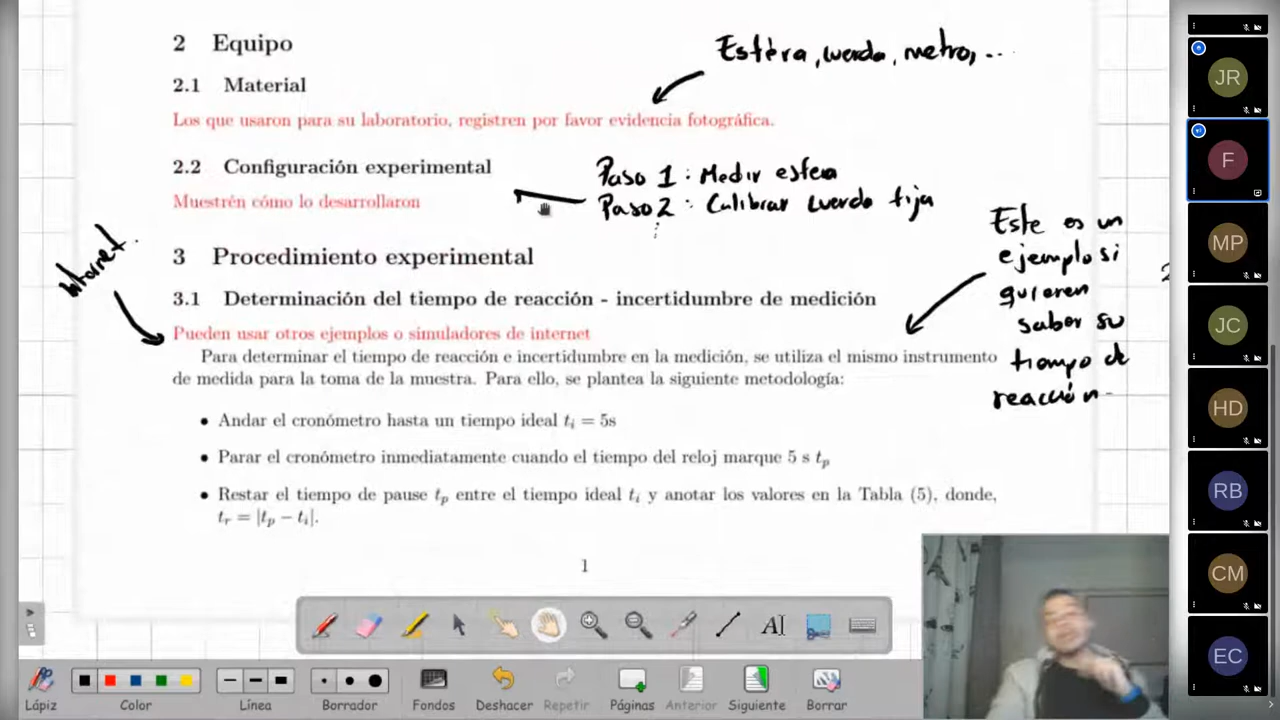 2 Equipo
Esféra, cuerda, metro, ...
2.1 Material
Los que usaron para su laboratorio, registren por favor evidencia fotográfica.
2.2 Configuración experimental
Paso 1: Medir esfera
Muestrén cómo lo desarrollaron
Paso 2: Calibrar cuerda fija
Internet.
3 Procedimiento experimental
3.1 Determinación del tiempo de reacción - incertidumbre de medición
Este es un
ejemplo si
quieren
saber su
tiempo de
reacción
Pueden usar otros ejemplos o simuladores de internet
Para determinar el tiempo de reacción e incertidumbre en la medición, se utiliza el mismo instrumento
de medida para la toma de la muestra. Para ello, se plantea la siguiente metodología:
• Andar el cronómetro hasta un tiempo ideal ti = 5s
• Parar el cronómetro inmediatamente cuando el tiempo del reloj marque 5 s tp
• Restar el tiempo de pause tp entre el tiempo ideal ti y anotar los valores en la Tabla (5), donde,
tr = |tp − ti|.
1
Lápiz
Color
Línea
Borrador
Fondos
Deshacer
Repetir
Páginas
Anterior
Siguiente
Borrar
JR
F
MP
JC
HD
RB
CM
EC